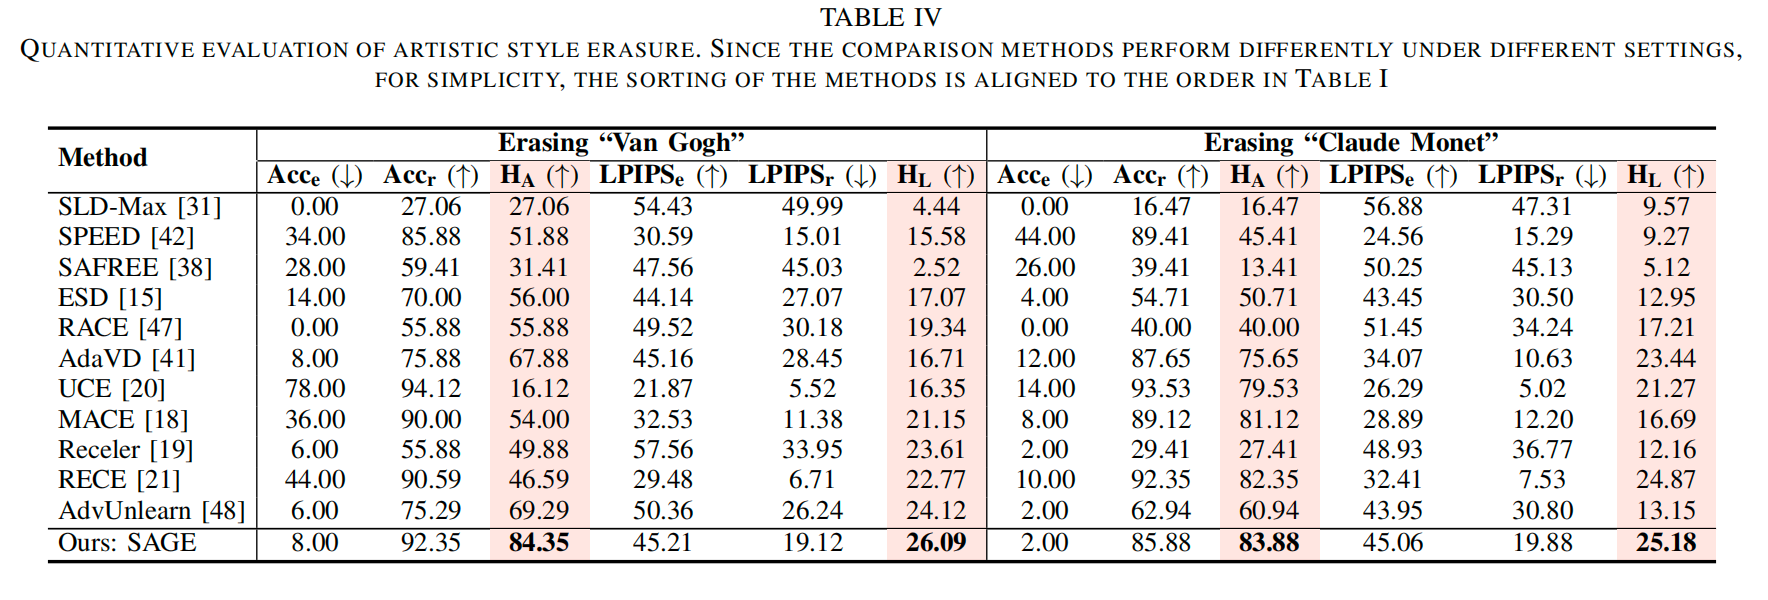 TABLE IV
QUANTITATIVE EVALUATION OF ARTISTIC STYLE ERASURE. SINCE THE COMPARISON METHODS PERFORM DIFFERENTLY UNDER DIFFERENT SETTINGS,
FOR SIMPLICITY, THE SORTING OF THE METHODS IS ALIGNED TO THE ORDER IN TABLE I
Method Erasing “Van Gogh” Erasing “Claude Monet”
Acce (↓) Accr (↑) HA (↑) LPIPSe (↑) LPIPSr (↓) HL (↑) Acce (↓) Accr (↑) HA (↑) LPIPSe (↑) LPIPSr (↓) HL (↑)
SLD-Max [31] 0.00 27.06 27.06 54.43 49.99 4.44 0.00 16.47 16.47 56.88 47.31 9.57
SPEED [42] 34.00 85.88 51.88 30.59 15.01 15.58 44.00 89.41 45.41 24.56 15.29 9.27
SAFREE [38] 28.00 59.41 31.41 47.56 45.03 2.52 26.00 39.41 13.41 50.25 45.13 5.12
ESD [15] 14.00 70.00 56.00 44.14 27.07 17.07 4.00 54.71 50.71 43.45 30.50 12.95
RACE [47] 0.00 55.88 55.88 49.52 30.18 19.34 0.00 40.00 40.00 51.45 34.24 17.21
AdaVD [41] 8.00 75.88 67.88 45.16 28.45 16.71 12.00 87.65 75.65 34.07 10.63 23.44
UCE [20] 78.00 94.12 16.12 21.87 5.52 16.35 14.00 93.53 79.53 26.29 5.02 21.27
MACE [18] 36.00 90.00 54.00 32.53 11.38 21.15 8.00 89.12 81.12 28.89 12.20 16.69
Receler [19] 6.00 55.88 49.88 57.56 33.95 23.61 2.00 29.41 27.41 48.93 36.77 12.16
RECE [21] 44.00 90.59 46.59 29.48 6.71 22.77 10.00 92.35 82.35 32.41 7.53 24.87
AdvUnlearn [48] 6.00 75.29 69.29 50.36 26.24 24.12 2.00 62.94 60.94 43.95 30.80 13.15
Ours: SAGE 8.00 92.35 84.35 45.21 19.12 26.09 2.00 85.88 83.88 45.06 19.88 25.18